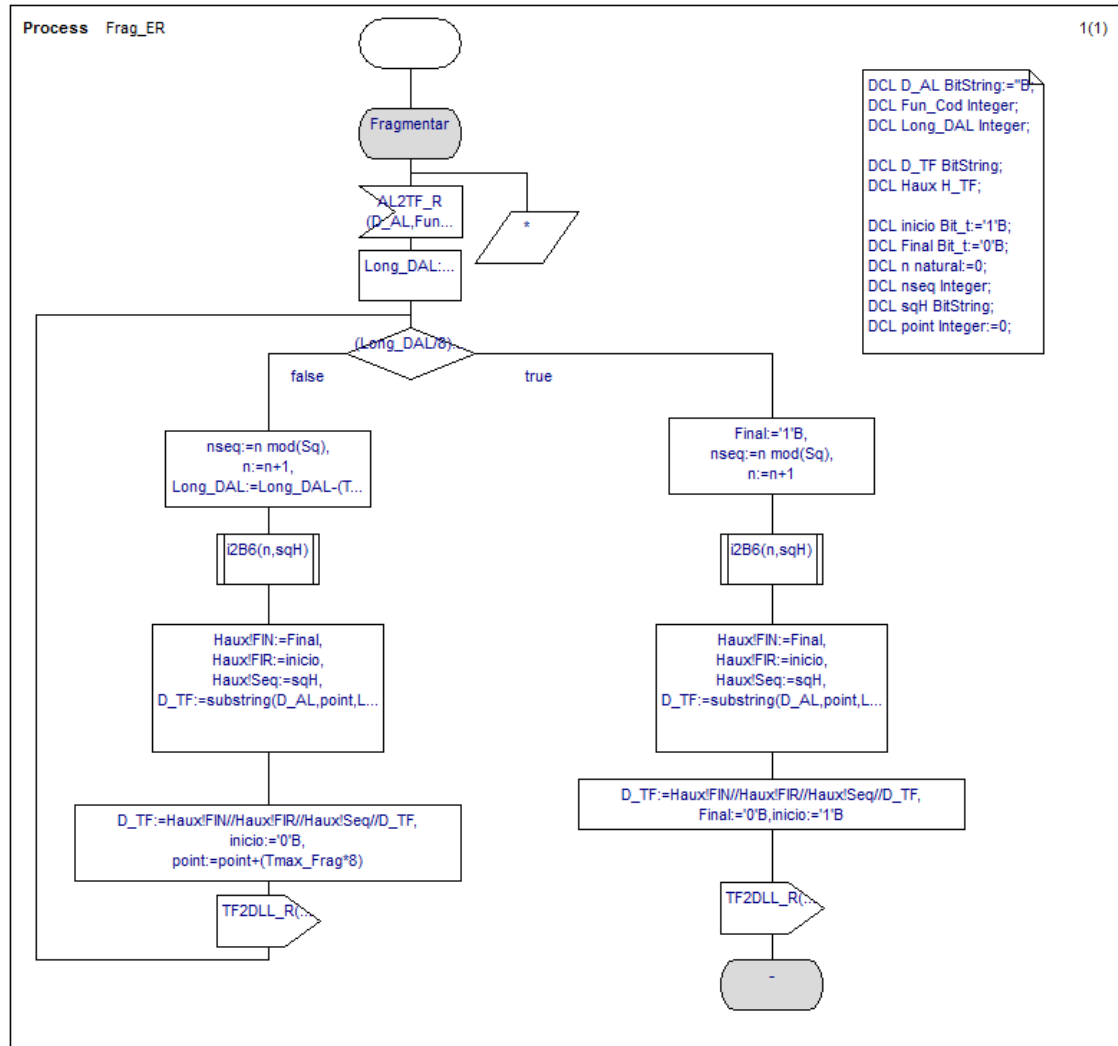 Process Frag_ER
1(1)
DCL D_AL BitString:=''B;
DCL Fun_Cod Integer;
DCL Long_DAL Integer;
DCL D_TF BitString;
DCL Haux H_TF;
DCL inicio Bit_t:='1'B;
DCL Final Bit_t:='0'B;
DCL n natural:=0;
DCL nseq Integer;
DCL sqH BitString;
DCL point Integer:=0;
Fragmentar
AL2TF_R
(D_AL,Fun...
*
Long_DAL:...
(Long_DAL/8)...
false
true
nseq:=n mod(Sq),
n:=n+1,
Long_DAL:=Long_DAL-(T...
i2B6(n,sqH)
Haux!FIN:=Final,
Haux!FIR:=inicio,
Haux!Seq:=sqH,
D_TF:=substring(D_AL,point,L...
D_TF:=Haux!FIN//Haux!FIR//Haux!Seq//D_TF,
inicio:='0'B,
point:=point+(Tmax_Frag*8)
TF2DLL_R(...
Final:='1'B,
nseq:=n mod(Sq),
n:=n+1
i2B6(n,sqH)
Haux!FIN:=Final,
Haux!FIR:=inicio,
Haux!Seq:=sqH,
D_TF:=substring(D_AL,point,L...
D_TF:=Haux!FIN//Haux!FIR//Haux!Seq//D_TF,
Final:='0'B,inicio:='1'B
TF2DLL_R(...
-